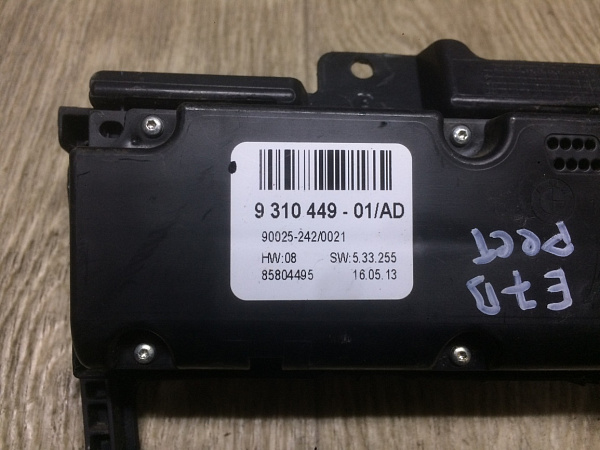 9 310 449 - 01/AD
90025-242/0021
HW:08 SW:5.33.255
85804495 16.05.13
E70
рест